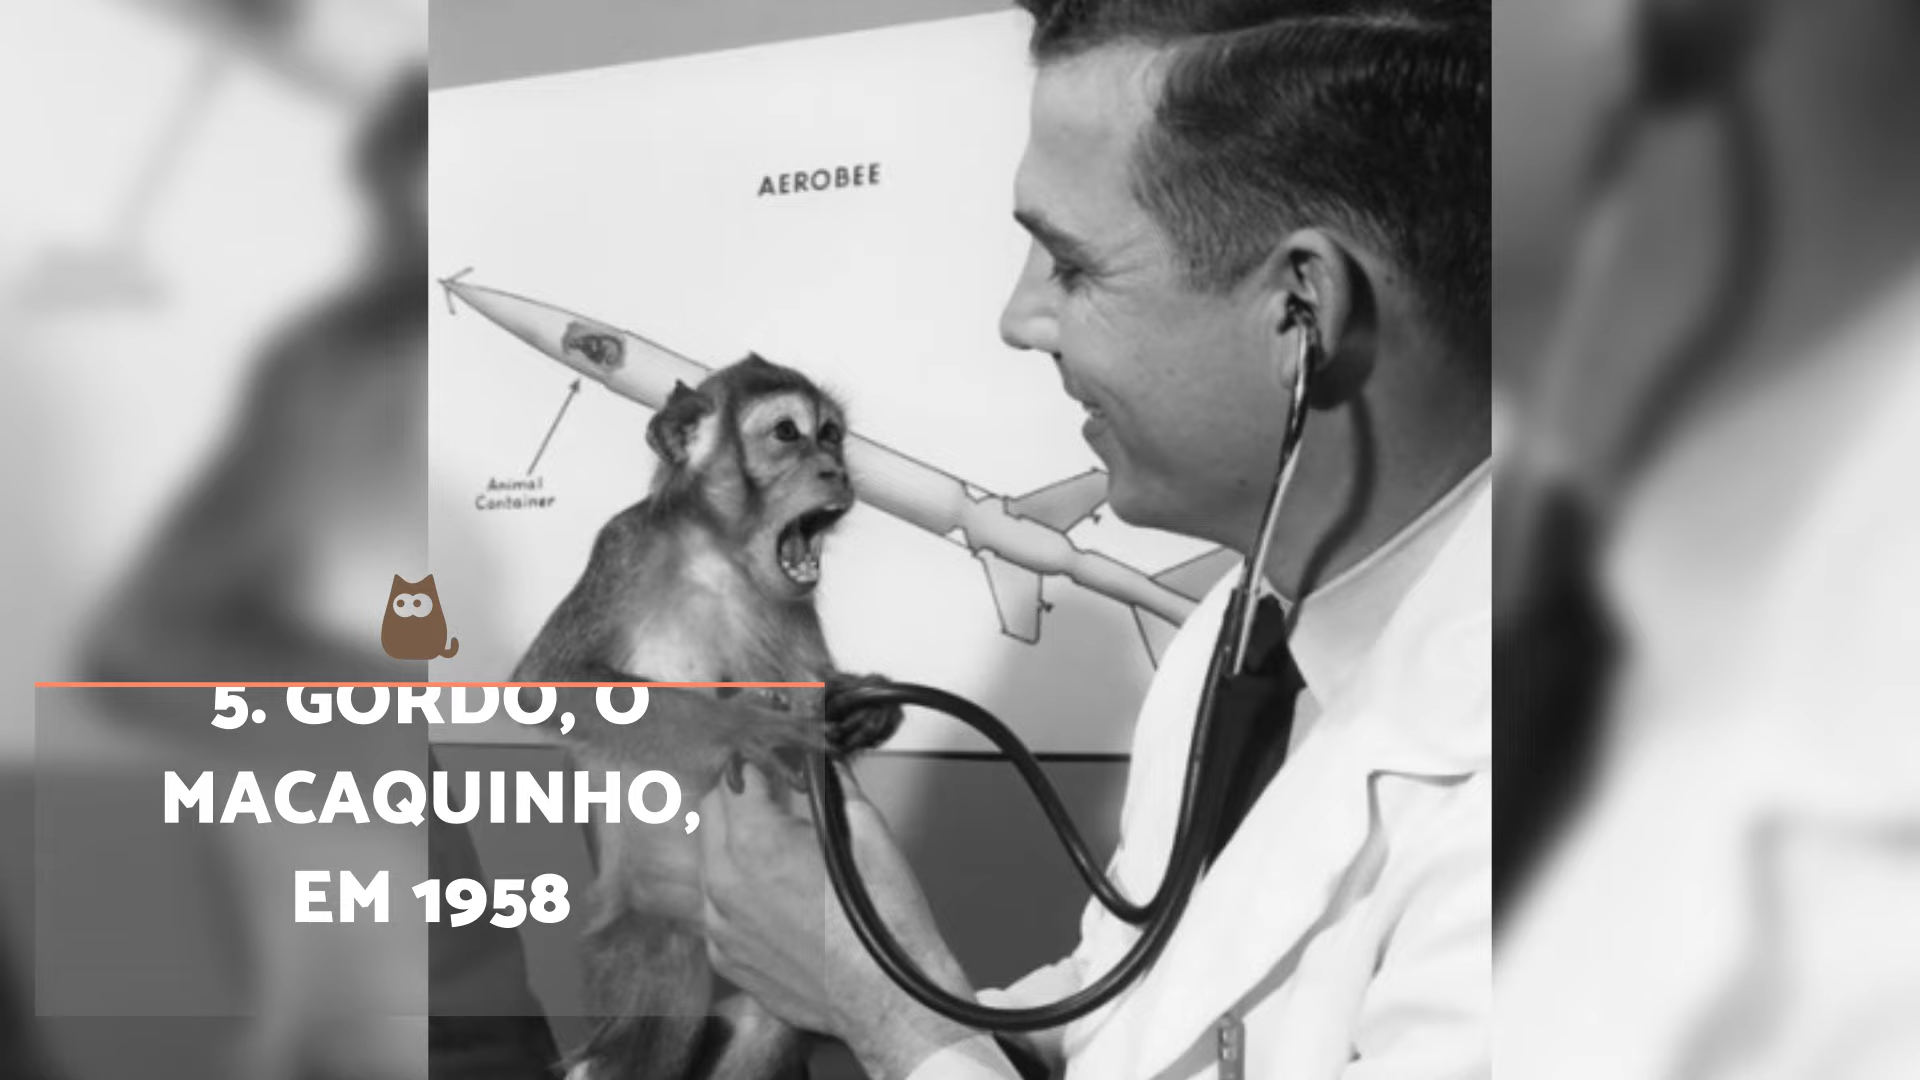 AEROBEE
Animal
Container
5. GORDO, O
MACAQUINHO,
EM 1958